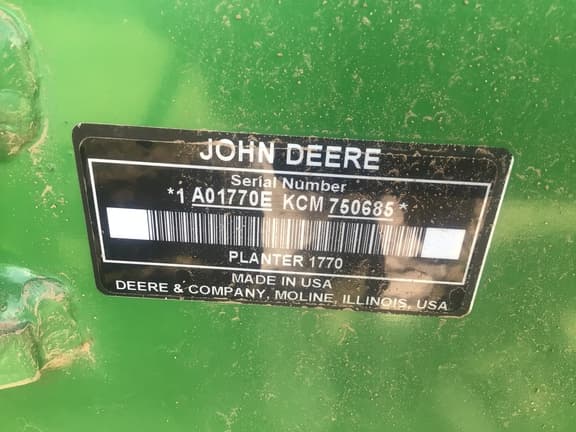 JOHN DEERE
Serial Number
*1 A01770E KCM 750685*
PLANTER 1770
MADE IN USA
DEERE & COMPANY, MOLINE, ILLINOIS, USA